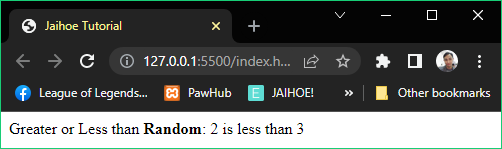 Jaihoe Tutorial
127.0.0.1:5500/index.h...
League of Legends... PawHub JAIHOE! » Other bookmarks
Greater or Less than Random: 2 is less than 3